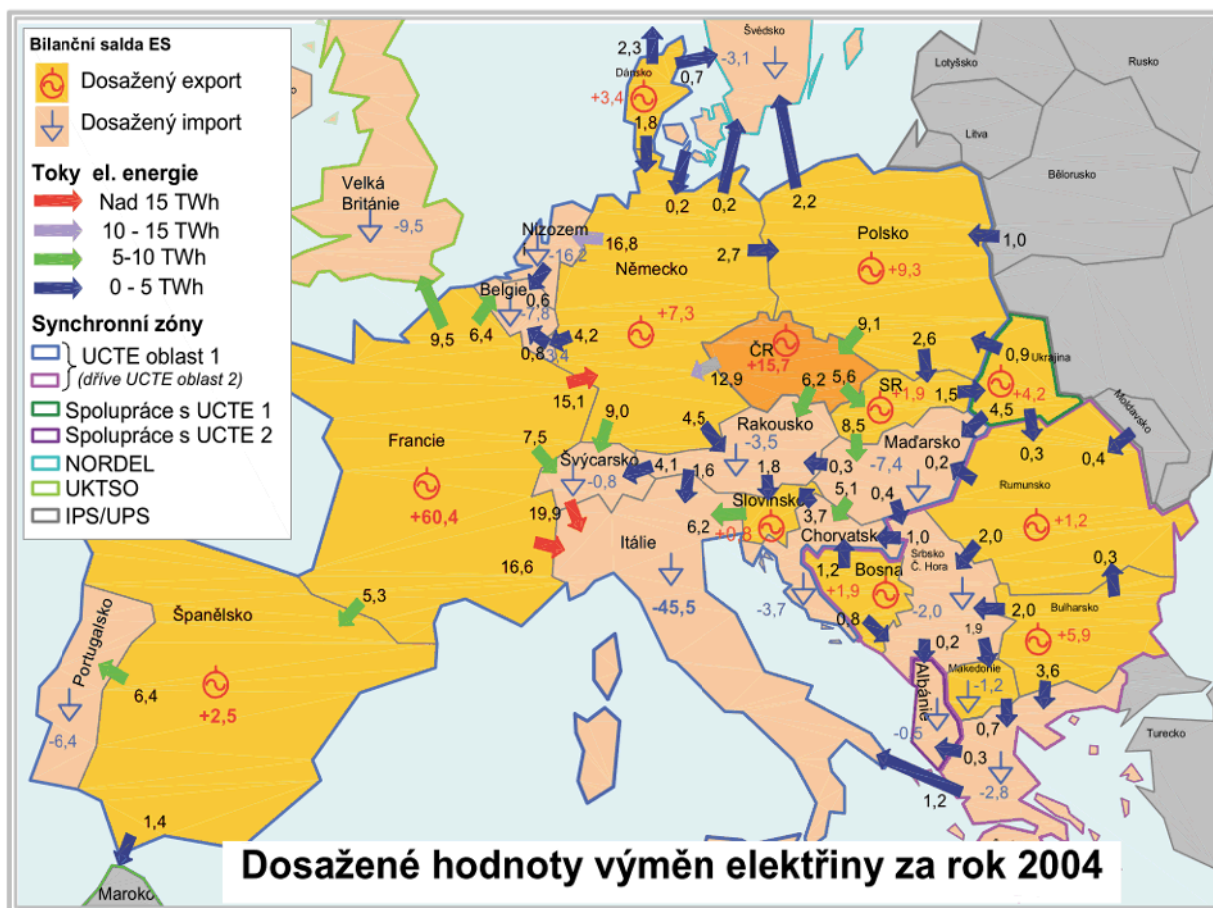 Bilanční salda ES
Dosažený export
Dosažený import
Toky el. energie
Nad 15 TWh
10 - 15 TWh
5-10 TWh
0 - 5 TWh
Synchronní zóny
UCTE oblast 1
(dříve UCTE oblast 2)
Spolupráce s UCTE 1
Spolupráce s UCTE 2
NORDEL
UKTSO
IPS/UPS
Švédsko
-3,1
2,3
0,7
Dánsko
+3,4
1,8
Lotyšsko
Rusko
Litva
Bělorusko
Velká
Británie
-9,5
0,2
0,2
2,2
Nizozem
í
-16,2
16,8
Německo
2,7
Polsko
+9,3
1,0
Belgie
-7,8
0,6
+7,3
9,5
6,4
0,8
3,4
4,2
ČR
+15,7
9,1
2,6
0,9
Ukrajina
+4,2
12,9
6,2
5,6
SR
+1,9
1,5
4,5
Moldavsko
15,1
9,0
4,5
Rakousko
-3,5
8,5
Maďarsko
-7,4
0,2
0,3
0,4
Francie
+60,4
7,5
Švýcarsko
-0,8
4,1
1,6
1,8
0,3
Rumunsko
+1,2
19,9
16,6
6,2
Slovinsko
+0,8
3,7
5,1
0,4
Chorvatsk
1,0
Srbsko
Č. Hora
-2,0
2,0
0,3
Itálie
-45,5
-3,7
1,2
Bosna
+1,9
0,8
2,0
Bulharsko
+5,9
5,3
Španělsko
+2,5
Portugalsko
-6,4
6,4
0,2
1,9
Makedonie
-1,2
3,6
Albánie
-0,5
0,7
0,3
-2,8
1,2
Turecko
1,4
Maroko
Dosažené hodnoty výměn elektřiny za rok 2004